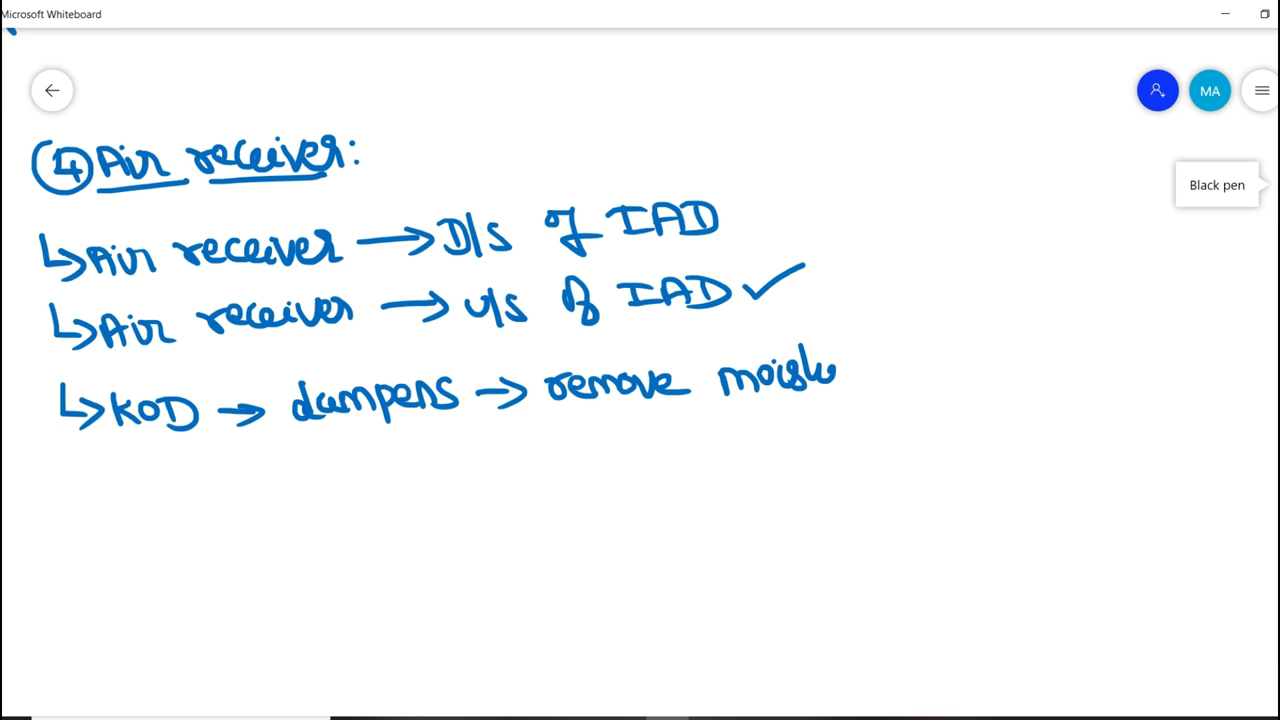 Microsoft Whiteboard
MA
Black pen
④ Air receiver:
↳ Air receiver → D/s of IAD
↳ Air receiver → u/s of IAD ✓
↳ KOD → dampens → remove